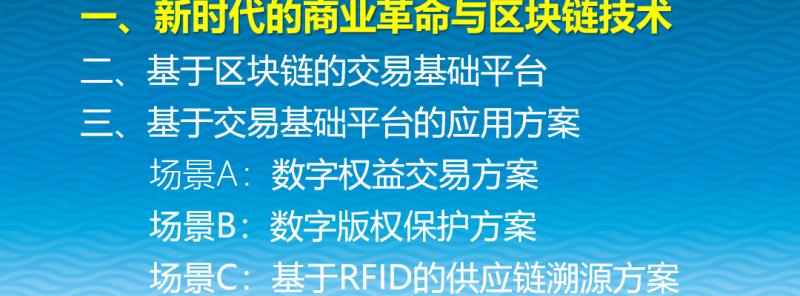 一、新时代的商业革命与区块链技术
二、基于区块链的交易基础平台
三、基于交易基础平台的应用方案
场景A：数字权益交易方案
场景B：数字版权保护方案
场景C：基于RFID的供应链溯源方案